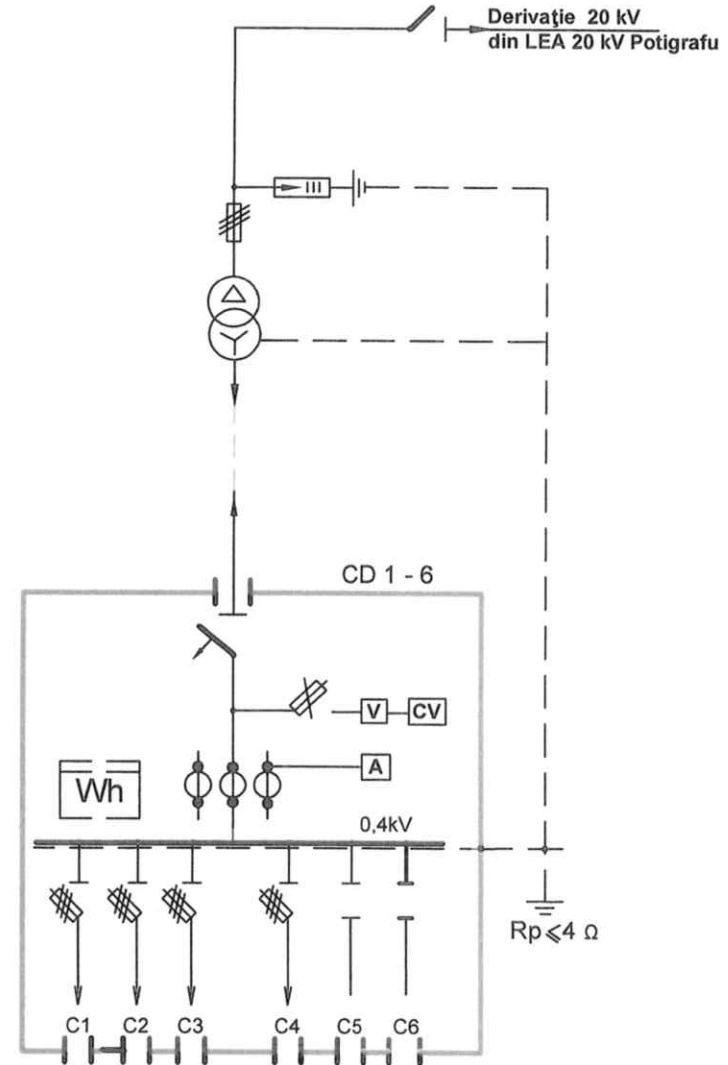 Derivaţie 20 kV
din LEA 20 kV Potigrafu
CD 1 - 6
V
CV
A
Wh
0,4kV
Rp ⩽4 Ω
C1
C2
C3
C4
C5
C6